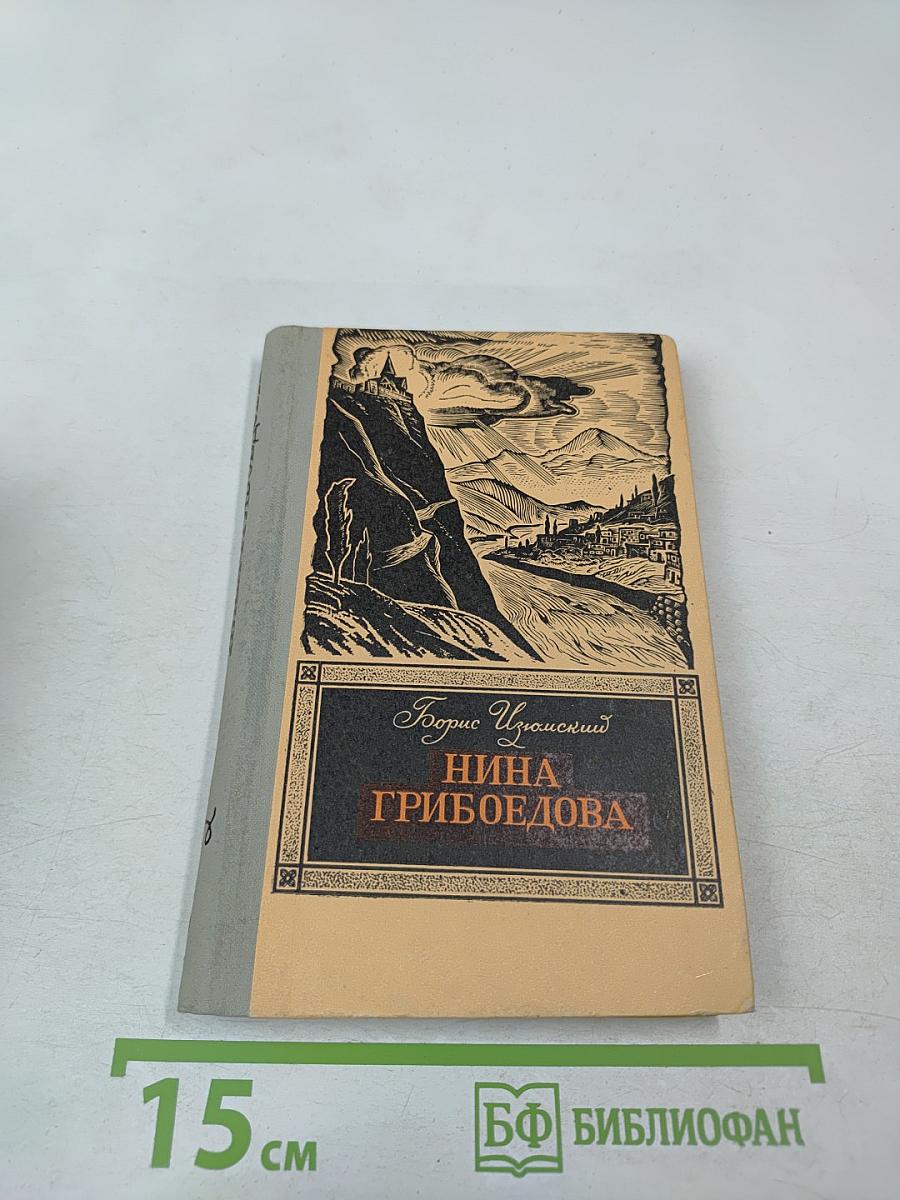 Борис Изюмский
НИНА
ГРИБОЕДОВА
15 см
БФ БИБЛИОФАН